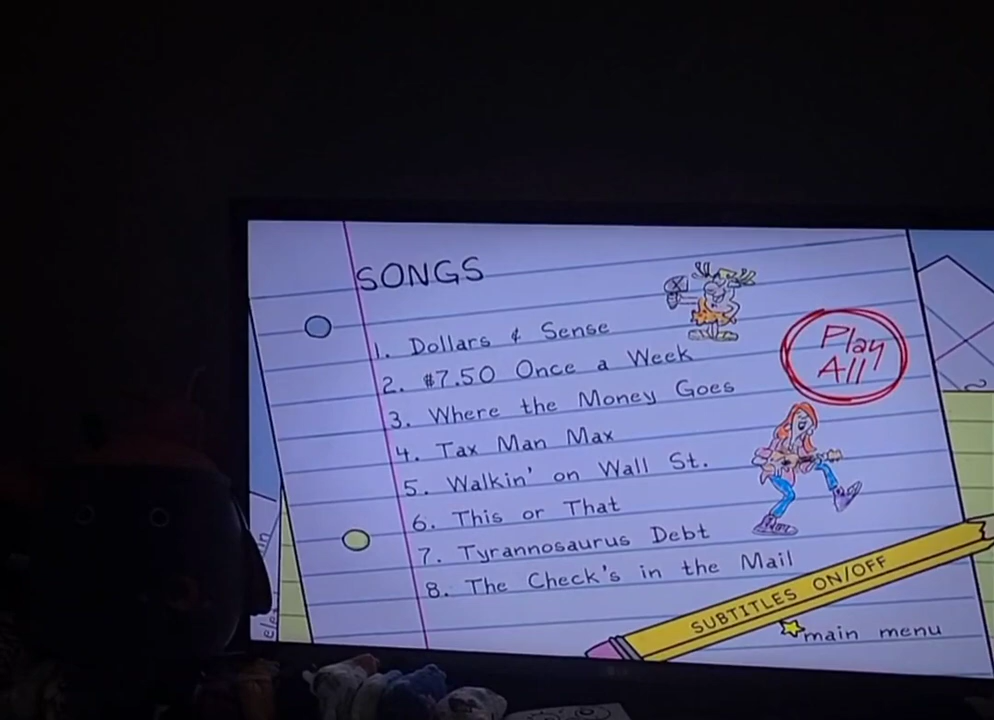 SONGS
1. Dollars & Sense
2. $7.50 Once a Week
3. Where the Money Goes
4. Tax Man Max
5. Walkin' on Wall St.
6. This or That
7. Tyrannosaurus Debt
8. The Check's in the Mail
Play
All
SUBTITLES ON/OFF
main menu